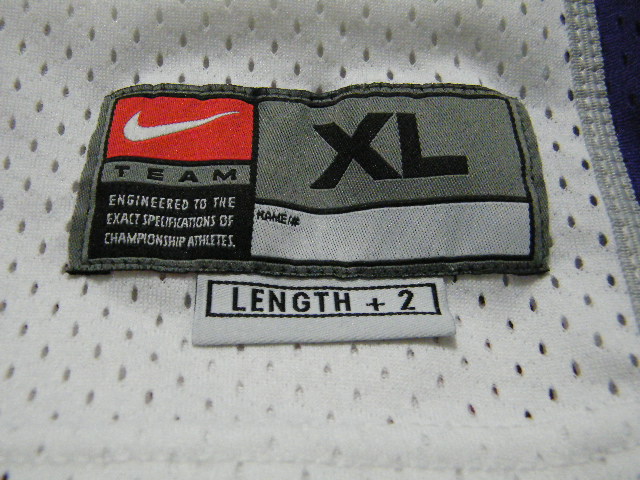 TEAM
ENGINEERED TO THE
EXACT SPECIFICATIONS OF
CHAMPIONSHIP ATHLETES.
XL
NAME/#
LENGTH + 2